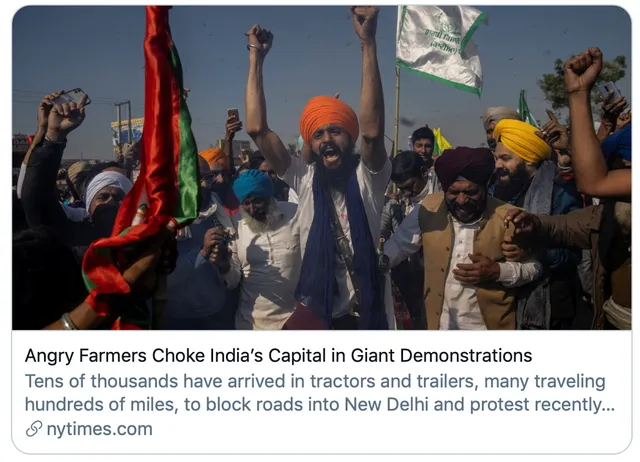 Angry Farmers Choke India's Capital in Giant Demonstrations
Tens of thousands have arrived in tractors and trailers, many traveling
hundreds of miles, to block roads into New Delhi and protest recently...
nytimes.com